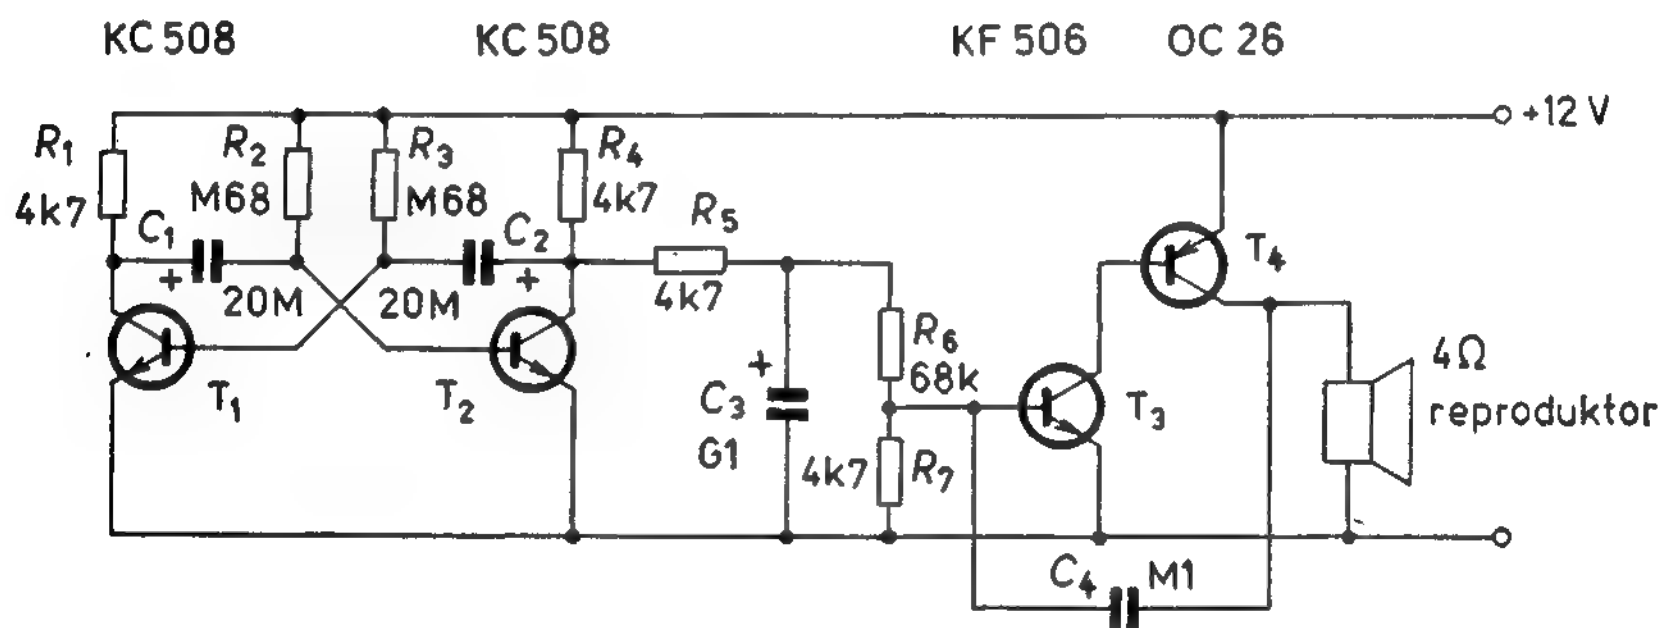 KC 508
KC 508
KF 506
OC 26
+12 V
R1
4k7
R2
M68
R3
M68
R4
4k7
C1
+
20M
C2
+
20M
R5
4k7
T1
T2
+
C3
G1
R6
68k
4k7
R7
T3
T4
4Ω
reproduktor
C4
M1